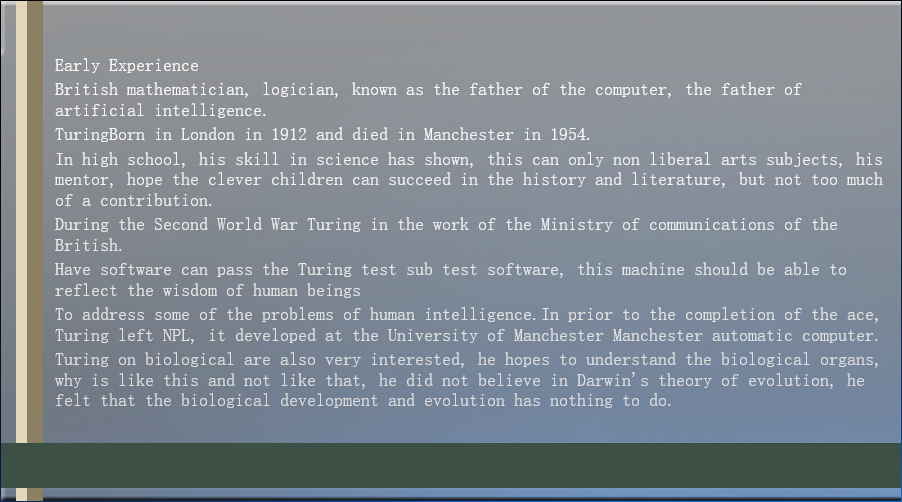 Early Experience
British mathematician, logician, known as the father of the computer, the father of
artificial intelligence.
TuringBorn in London in 1912 and died in Manchester in 1954.
In high school, his skill in science has shown, this can only non liberal arts subjects, his
mentor, hope the clever children can succeed in the history and literature, but not too much
of a contribution.
During the Second World War Turing in the work of the Ministry of communications of the
British.
Have software can pass the Turing test sub test software, this machine should be able to
reflect the wisdom of human beings
To address some of the problems of human intelligence.In prior to the completion of the ace,
Turing left NPL, it developed at the University of Manchester Manchester automatic computer.
Turing on biological are also very interested, he hopes to understand the biological organs,
why is like this and not like that, he did not believe in Darwin's theory of evolution, he
felt that the biological development and evolution has nothing to do.